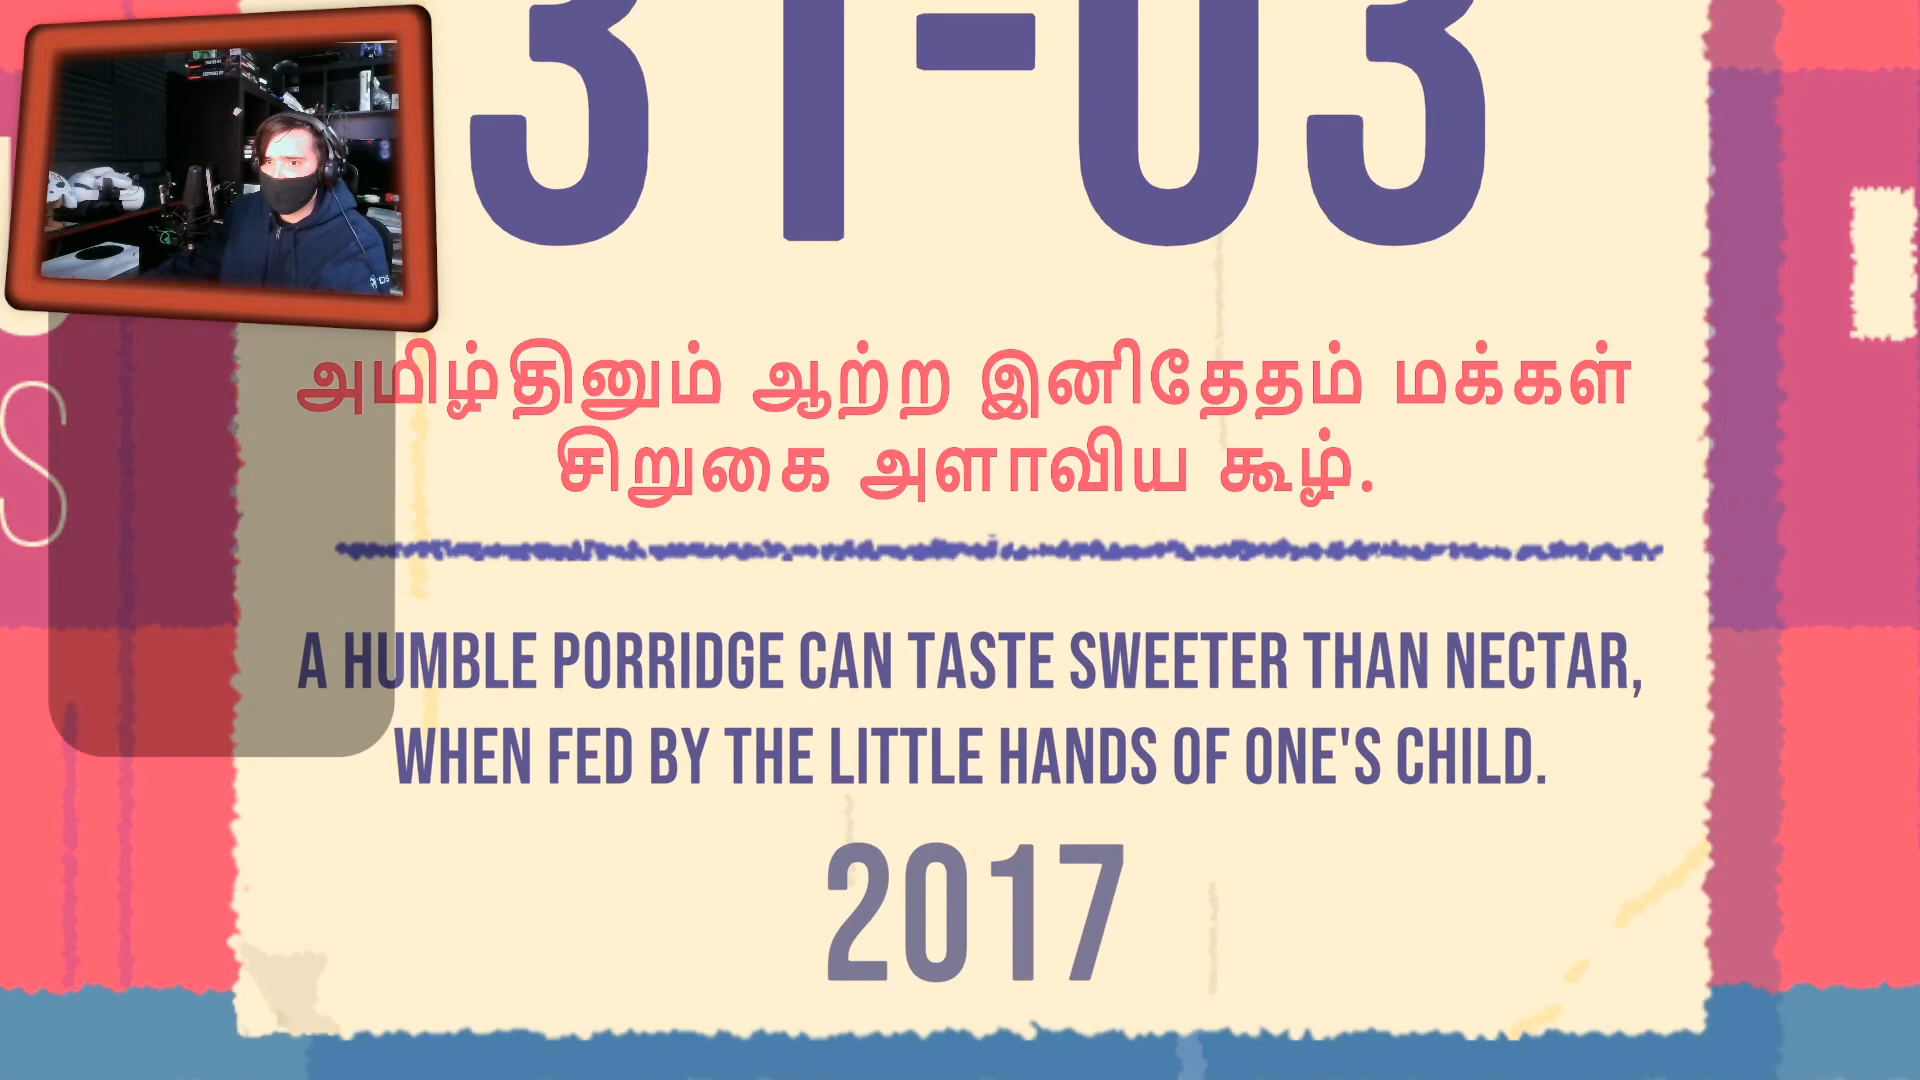 31-03
அமிழ்தினும் ஆற்ற இனிதேதம் மக்கள்
சிறுகை அளாவிய கூழ்.
A HUMBLE PORRIDGE CAN TASTE SWEETER THAN NECTAR,
WHEN FED BY THE LITTLE HANDS OF ONE'S CHILD.
2017
S